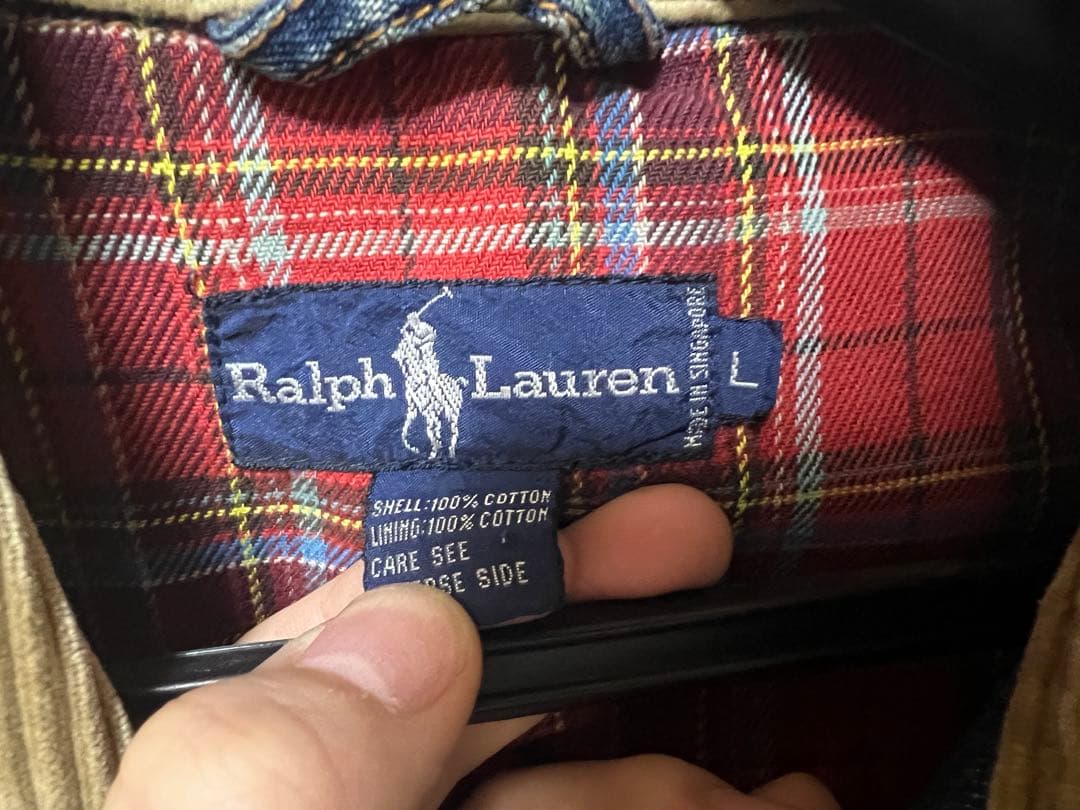 Ralph Lauren
MADE IN SINGAPORE
L
SHELL:100% COTTON
LINING:100% COTTON
CARE SEE
SIDE